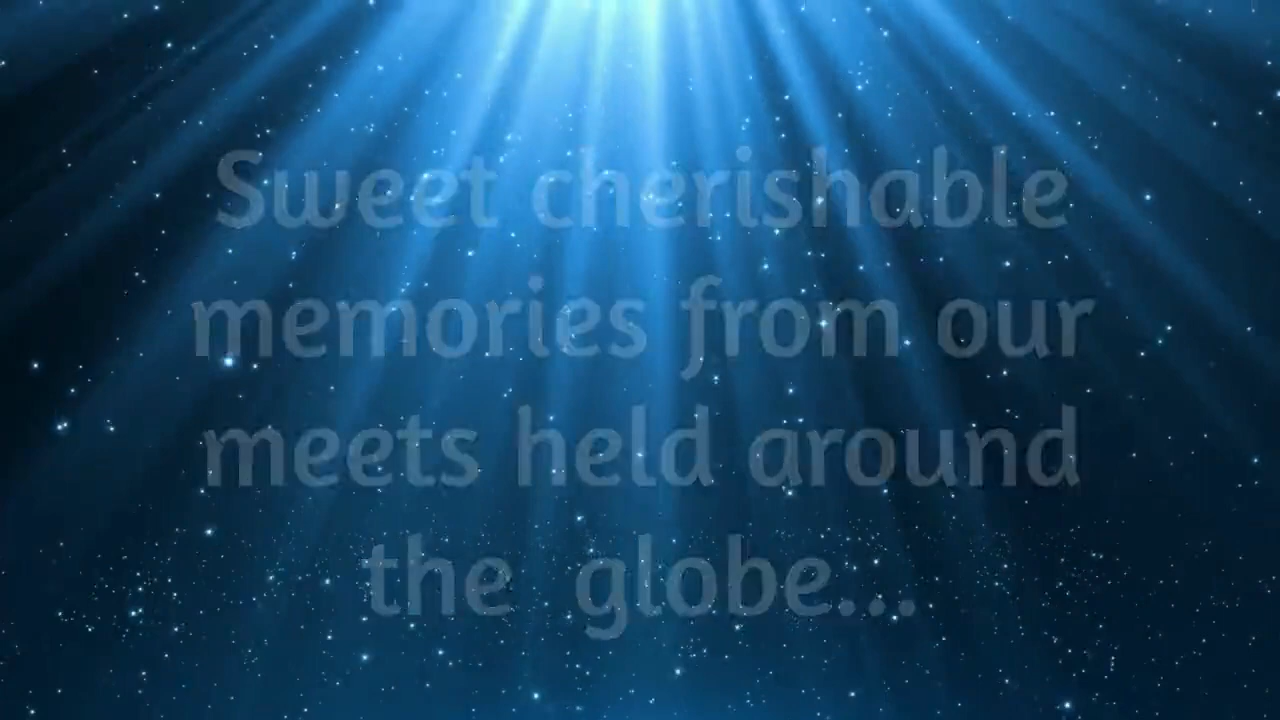 Sweet cherishable
memories from our
meets held around
the globe...